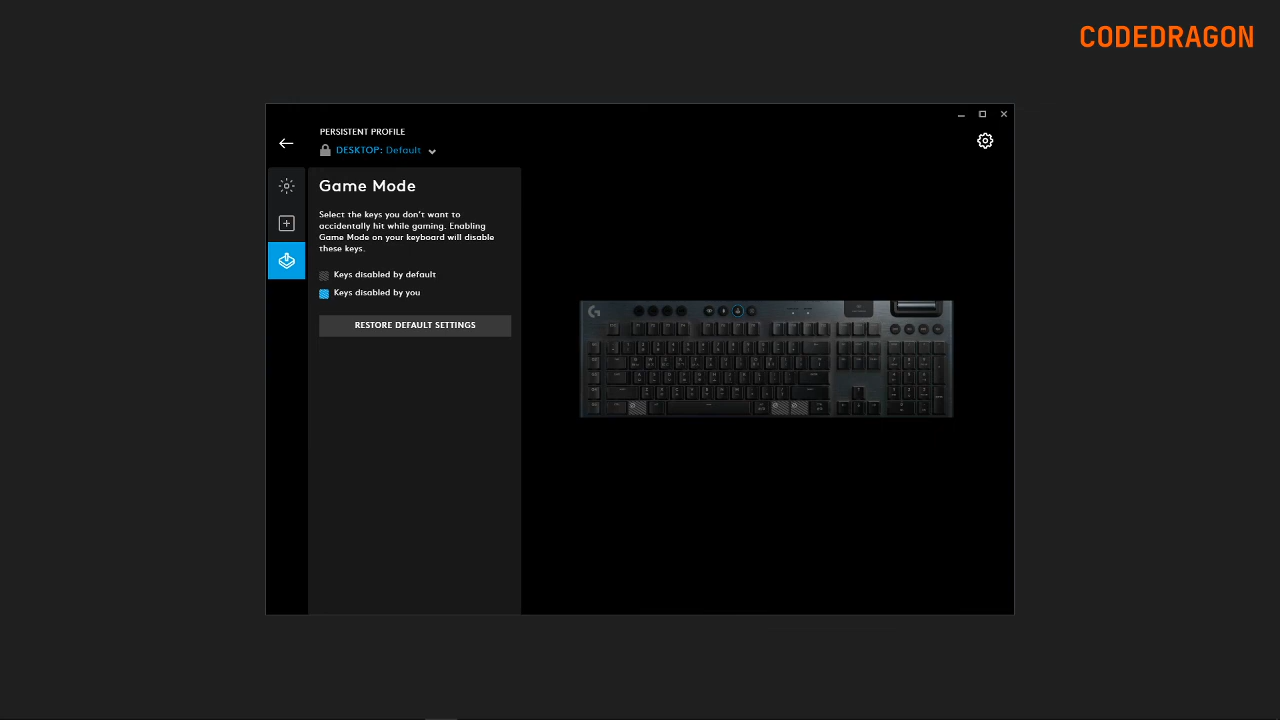 CODEDRAGON
PERSISTENT PROFILE
DESKTOP: Default
Game Mode
Select the keys you don't want to
accidentally hit while gaming. Enabling
Game Mode on your keyboard will disable
these keys.
Keys disabled by default
Keys disabled by you
RESTORE DEFAULT SETTINGS